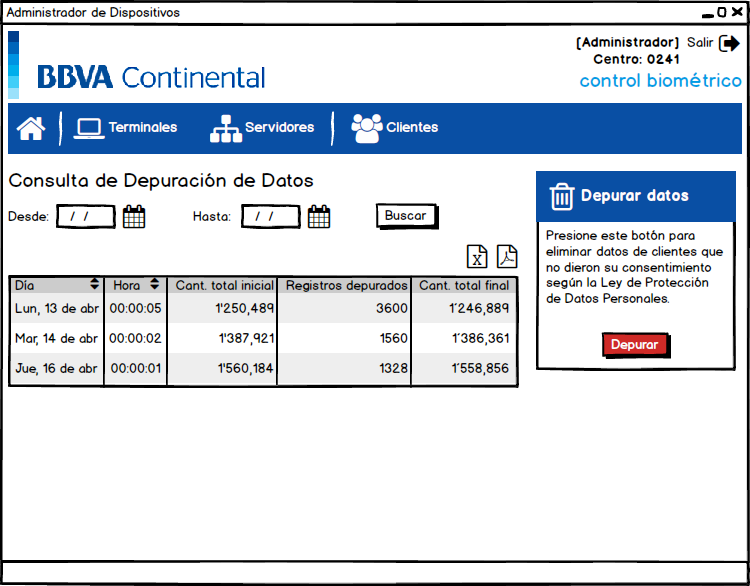 Administrador de Dispositivos
[Administrador] Salir
Centro: 0241
BBVA Continental
control biométrico
Terminales Servidores Clientes
Consulta de Depuración de Datos
Desde: / / Hasta: / / Buscar
Día Hora Cant. total inicial Registros depurados Cant. total final
Lun, 13 de abr 00:00:05 1'250,489 3600 1'246,889
Mar, 14 de abr 00:00:02 1'387,921 1560 1'386,361
Jue, 16 de abr 00:00:01 1'560,184 1328 1'558,856
Depurar datos
Presione este botón para
eliminar datos de clientes que
no dieron su consentimiento
según la Ley de Protección
de Datos Personales.
Depurar